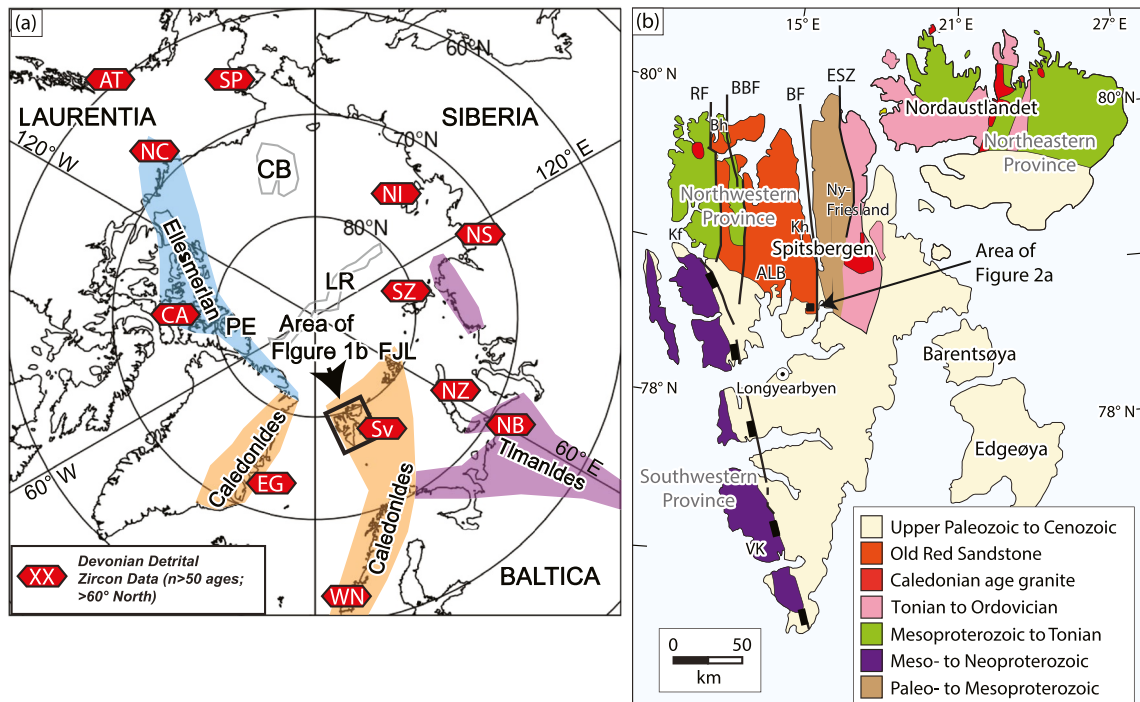 (a)
60°N
AT
SP
LAURENTIA
SIBERIA
120° W
70°N
120° E
NC
CB
NI
80°N
NS
Ellesmerian
LR
SZ
CA
PE
Area of
Figure 1b
FJL
NZ
Sv
NB
Timanides
60° E
60° W
Caledonides
EG
Caledonides
BALTICA
WN
XX
Devonian Detrital
Zircon Data (n>50 ages;
>60° North)
(b)
15°E
21°E
27° E
80° N
80° N
RF
BBF
BF
ESZ
Bh
Nordaustlandet
Northeastern
Province
Northwestern
Province
Ny-
Friesland
Kf
Kh
Spitsbergen
ALB
Area of
Figure 2a
Barentsøya
78° N
Longyearbyen
78° N
Edgeøya
Southwestern
Province
VK
0
50
km
Upper Paleozoic to Cenozoic
Old Red Sandstone
Caledonian age granite
Tonian to Ordovician
Mesoproterozoic to Tonian
Meso- to Neoproterozoic
Paleo- to Mesoproterozoic